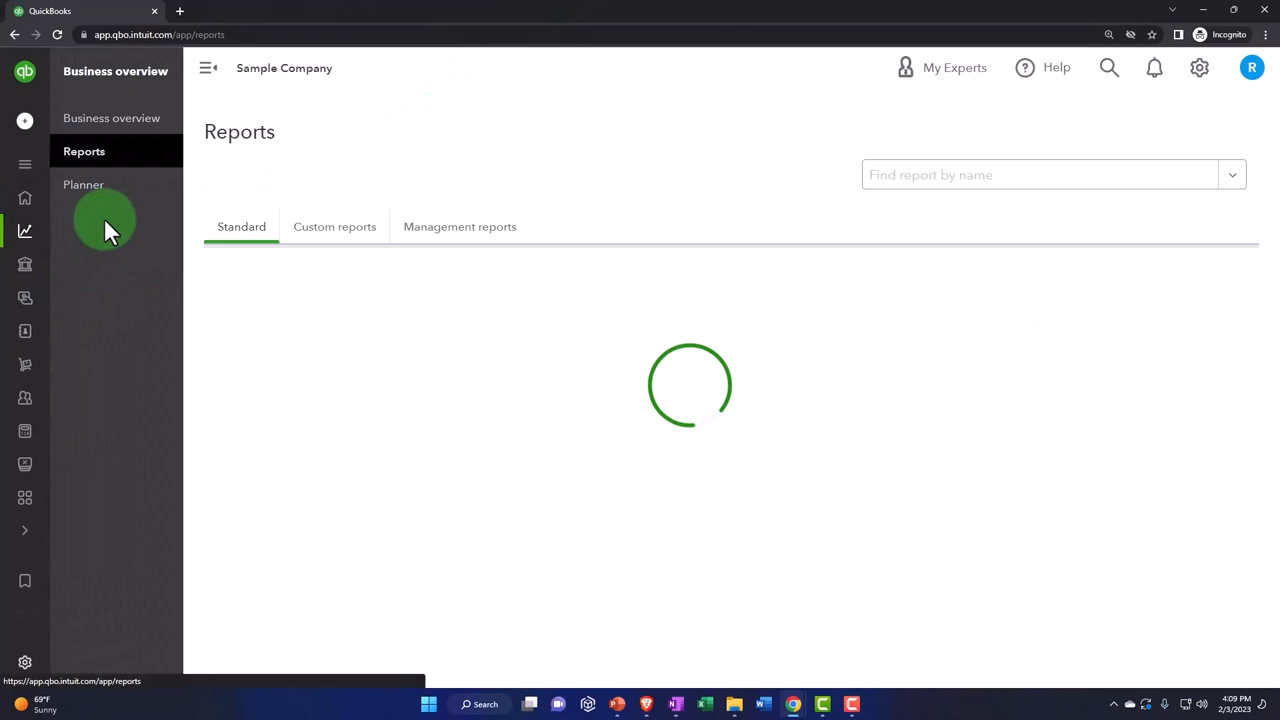 QuickBooks
app.qbo.intuit.com/app/reports
Incognito
qb
Business overview
Sample Company
My Experts
Help
R
Business overview
Reports
Planner
Reports
Find report by name
Standard
Custom reports
Management reports
https://app.qbo.intuit.com/app/reports
69°F
Sunny
Search
4:09 PM
2/3/2023